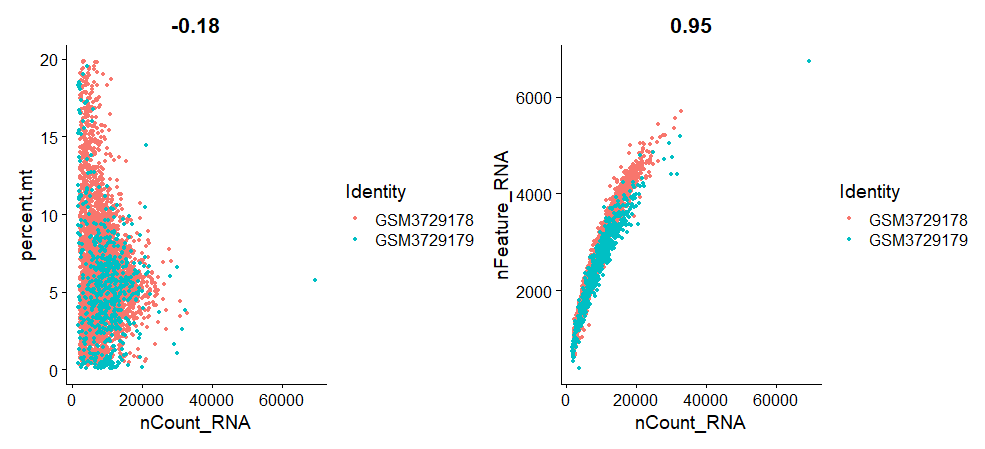 -0.18
percent.mt
20
15
10
5
0
0 20000 40000 60000
nCount_RNA
Identity
GSM3729178
GSM3729179
0.95
nFeature_RNA
6000
4000
2000
0 20000 40000 60000
nCount_RNA
Identity
GSM3729178
GSM3729179